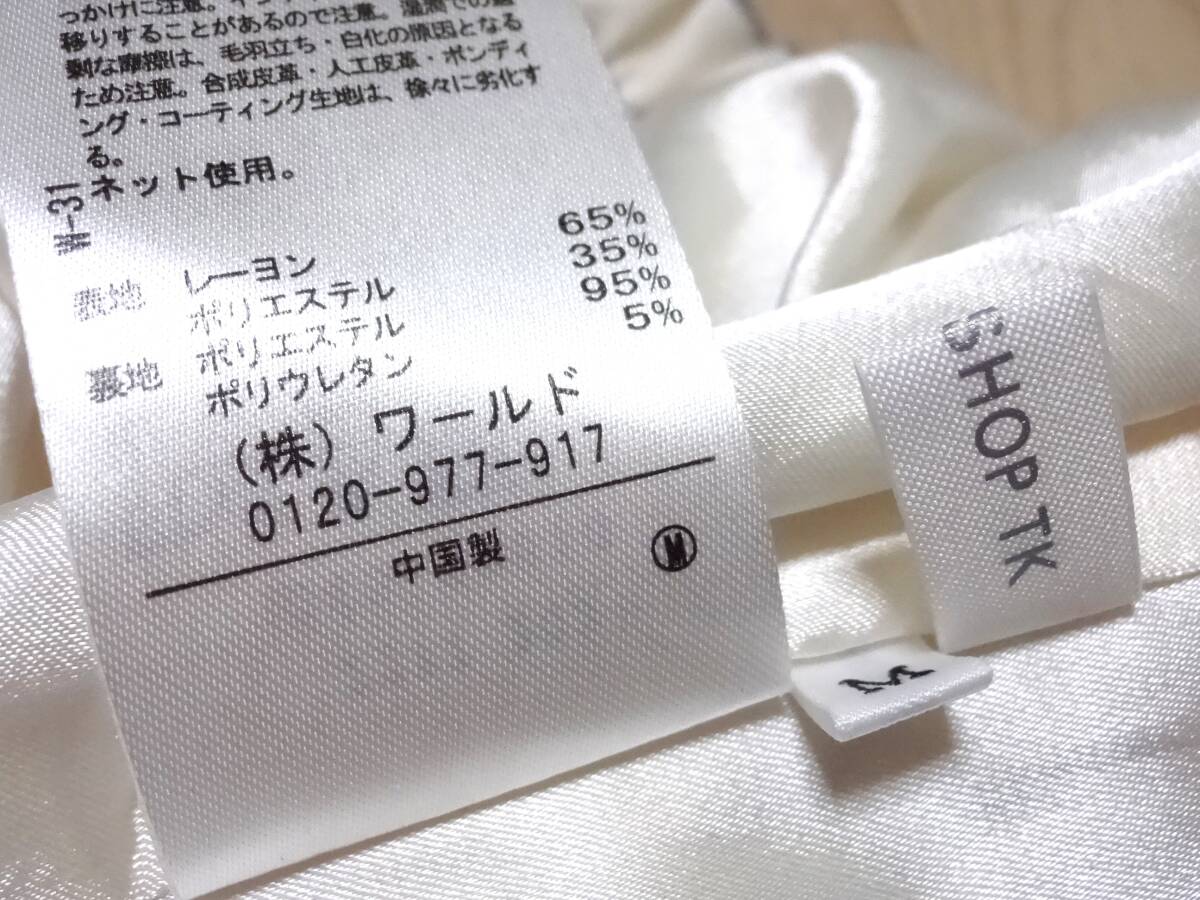 っかけに注意。
移りすることがあるので注意。湿潤での過
剰な摩擦は、毛羽立ち・白化の原因となる
ため注意。合成皮革・人工皮革・ボンディ
ング・コーティング生地は、徐々に劣化す
る。
ネット使用。
W-31
表地 レーヨン 65%
ポリエステル 35%
裏地 ポリエステル 95%
ポリウレタン 5%
(株) ワールド
0120-977-917
中国製 M
SHOP TK
M